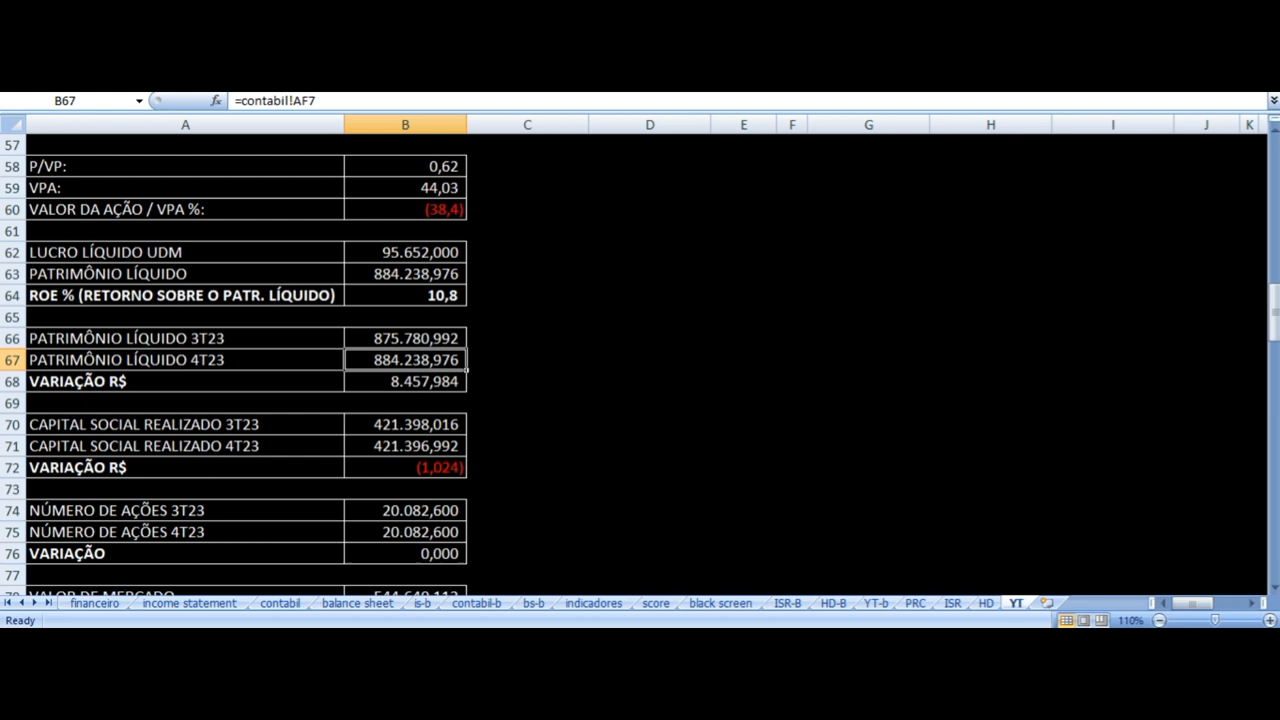 B67 fx =contabil!AF7
A B C D E F G H I J K
57
58 P/VP: 0,62
59 VPA: 44,03
60 VALOR DA AÇÃO / VPA %: (38,4)
61
62 LUCRO LÍQUIDO UDM 95.652,000
63 PATRIMÔNIO LÍQUIDO 884.238,976
64 ROE % (RETORNO SOBRE O PATR. LÍQUIDO) 10,8
65
66 PATRIMÔNIO LÍQUIDO 3T23 875.780,992
67 PATRIMÔNIO LÍQUIDO 4T23 884.238,976
68 VARIAÇÃO R$ 8.457,984
69
70 CAPITAL SOCIAL REALIZADO 3T23 421.398,016
71 CAPITAL SOCIAL REALIZADO 4T23 421.396,992
72 VARIAÇÃO R$ (1,024)
73
74 NÚMERO DE AÇÕES 3T23 20.082,600
75 NÚMERO DE AÇÕES 4T23 20.082,600
76 VARIAÇÃO 0,000
77
VALOR DE MERCADO
financeiro income statement contabil balance sheet is-b contabil-b bs-b indicadores score black screen ISR-B HD-B YT-b PRC ISR HD YT
Ready 110%